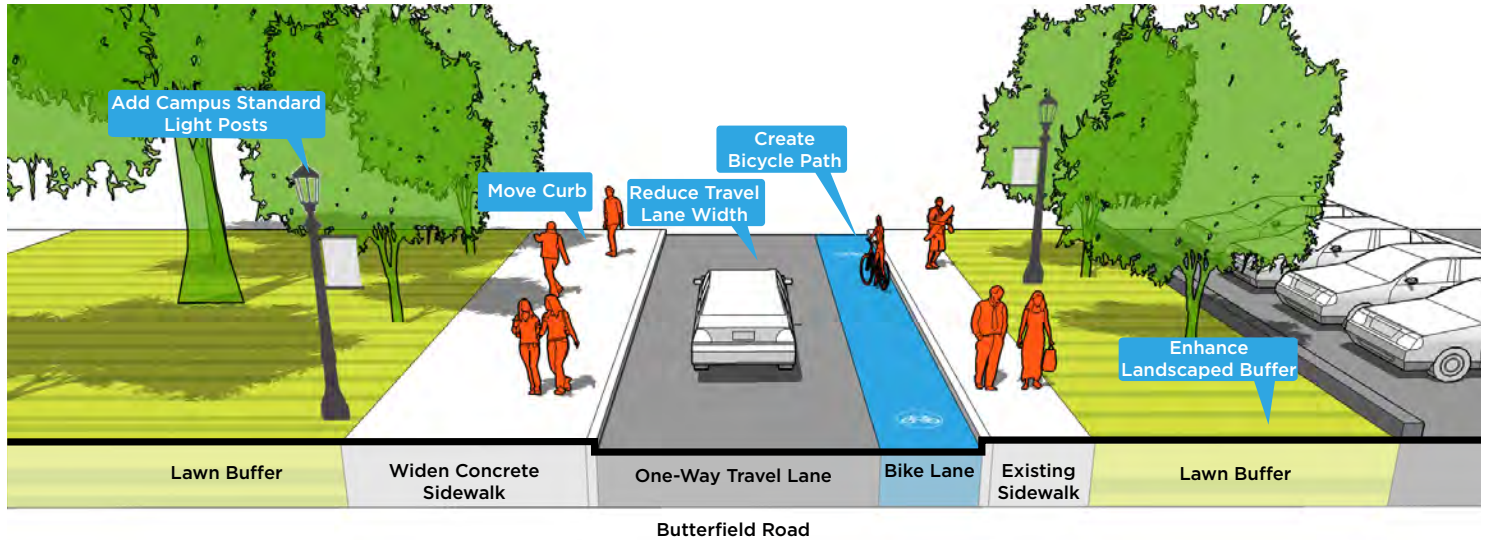 Add Campus Standard
Light Posts
Move Curb
Reduce Travel
Lane Width
Create
Bicycle Path
Enhance
Landscaped Buffer
Lawn Buffer
Widen Concrete
Sidewalk
One-Way Travel Lane
Bike Lane
Existing
Sidewalk
Lawn Buffer
Butterfield Road